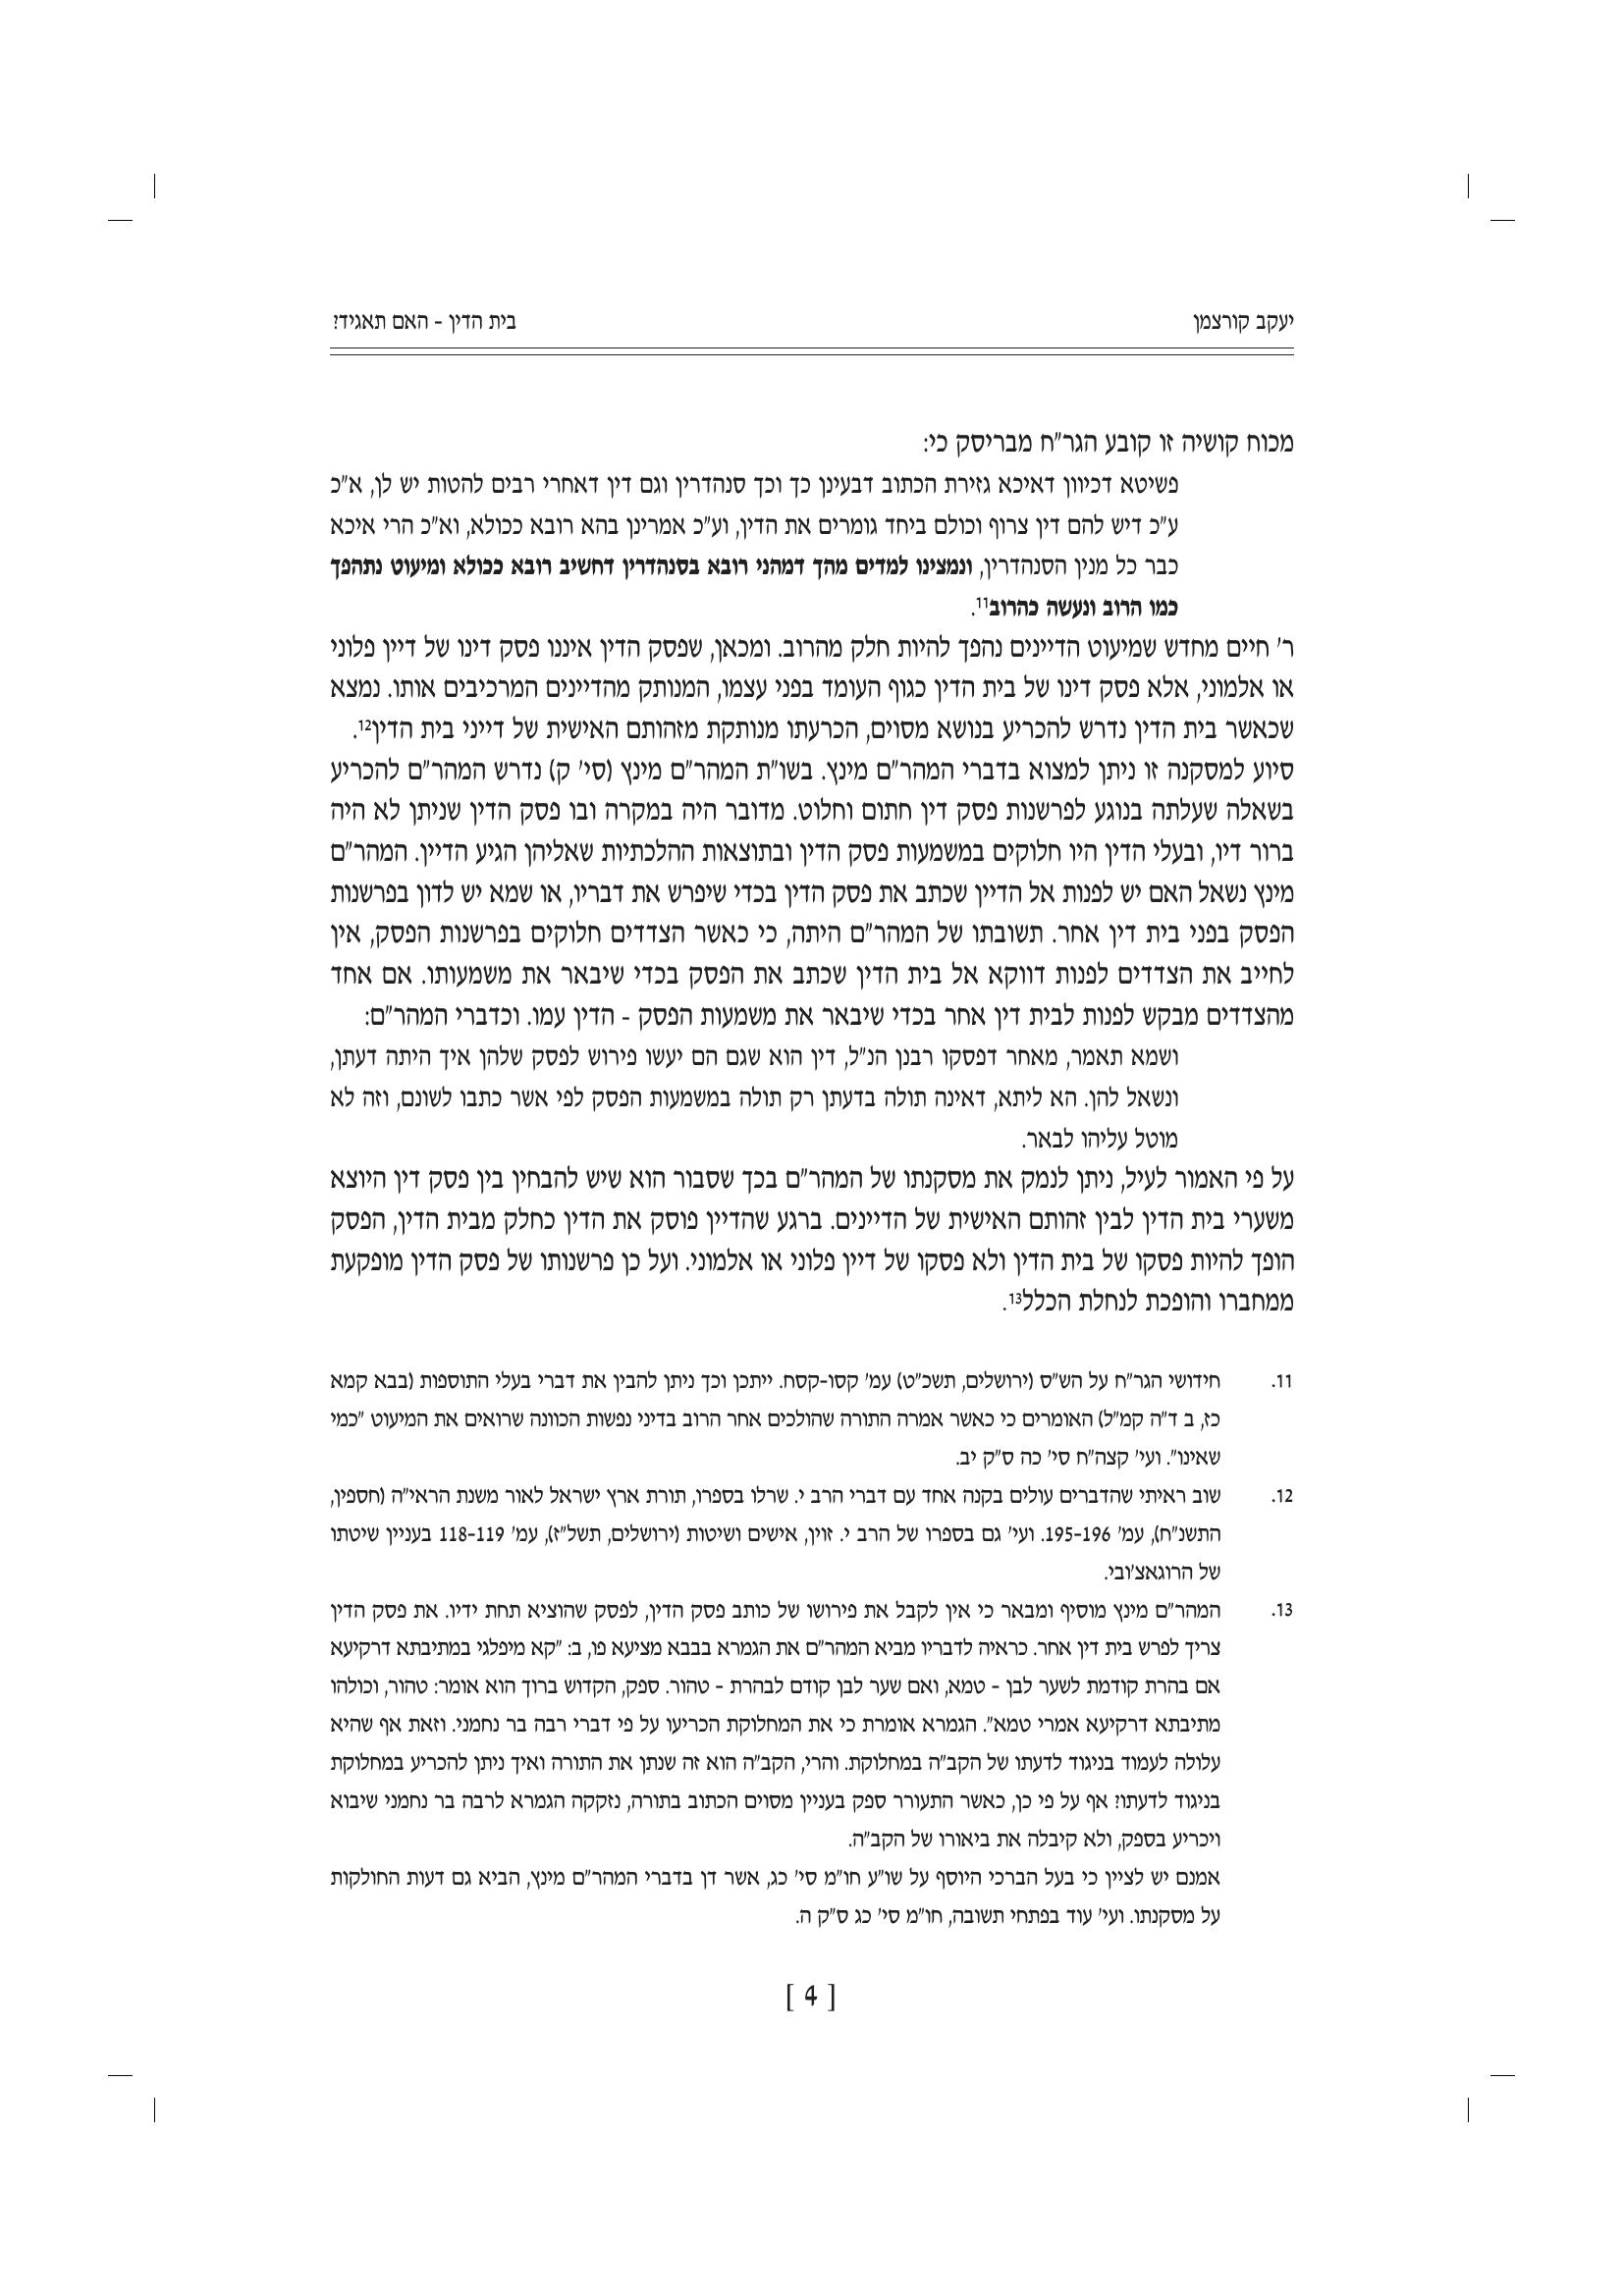 יעקב קורצמן
בית הדין - האם תאגיד?
מכוח קושיה זו קובע הגר"ח מבריסק כי:
פשיטא דכיוון דאיכא גזירת הכתוב דבעינן כך וכך סנהדרין וגם דין דאחרי רבים להטות יש לן, א"כ
ע"כ דיש להם דין צרוף וכולם ביחד גומרים את הדין, וע"כ אמרינן בהא רובא ככולא, וא"כ הרי איכא
כבר כל מנין הסנהדרין, ונמצינו למדים מהך דמהני רובא בסנהדרין דחשיב רובא ככולא ומיעוט נתהפך
כמו הרוב ונעשה כהרוב11.
ר' חיים מחדש שמיעוט הדיינים נהפך להיות חלק מהרוב. ומכאן, שפסק הדין איננו פסק דינו של דיין פלוני
או אלמוני, אלא פסק דינו של בית הדין כגוף העומד בפני עצמו, המנותק מהדיינים המרכיבים אותו. נמצא
שכאשר בית הדין נדרש להכריע בנושא מסוים, הכרעתו מנותקת מזהותם האישית של דייני בית הדין12.
סיוע למסקנה זו ניתן למצוא בדברי המהר"ם מינץ. בשו"ת המהר"ם מינץ (סי' ק) נדרש המהר"ם להכריע
בשאלה שעלתה בנוגע לפרשנות פסק דין חתום וחלוט. מדובר היה במקרה ובו פסק הדין שניתן לא היה
ברור דיו, ובעלי הדין היו חלוקים במשמעות פסק הדין ובתוצאות ההלכתיות שאליהן הגיע הדיין. המהר"ם
מינץ נשאל האם יש לפנות אל הדיין שכתב את פסק הדין בכדי שיפרש את דבריו, או שמא יש לדון בפרשנות
הפסק בפני בית דין אחר. תשובתו של המהר"ם היתה, כי כאשר הצדדים חלוקים בפרשנות הפסק, אין
לחייב את הצדדים לפנות דווקא אל בית הדין שכתב את הפסק בכדי שיבאר את משמעותו. אם אחד
מהצדדים מבקש לפנות לבית דין אחר בכדי שיבאר את משמעות הפסק - הדין עמו. וכדברי המהר"ם:
ושמא תאמר, מאחר דפסקו רבנן הנ"ל, דין הוא שגם הם יעשו פירוש לפסק שלהן איך היתה דעתן,
ונשאל להן. הא ליתא, דאינה תולה בדעתן רק תולה במשמעות הפסק לפי אשר כתבו לשונם, וזה לא
מוטל עליהו לבאר.
על פי האמור לעיל, ניתן לנמק את מסקנתו של המהר"ם בכך שסבור הוא שיש להבחין בין פסק דין היוצא
משערי בית הדין לבין זהותם האישית של הדיינים. ברגע שהדיין פוסק את הדין כחלק מבית הדין, הפסק
הופך להיות פסקו של בית הדין ולא פסקו של דיין פלוני או אלמוני. ועל כן פרשנותו של פסק הדין מופקעת
ממחברו והופכת לנחלת הכלל13.
11. חידושי הגר"ח על הש"ס (ירושלים, תשכ"ט) עמ' קסו-קסח. ייתכן וכך ניתן להבין את דברי בעלי התוספות (בבא קמא
כז, ב ד"ה קמ"ל) האומרים כי כאשר אמרה התורה שהולכים אחר הרוב בדיני נפשות הכוונה שרואים את המיעוט "כמי
שאינו". ועי' קצה"ח סי' כה ס"ק יב.
12. שוב ראיתי שהדברים עולים בקנה אחד עם דברי הרב י. שרלו בספרו, תורת ארץ ישראל לאור משנת הראי"ה (חספין,
התשנ"ח), עמ' 195-196. ועי' גם בספרו של הרב י. זוין, אישים ושיטות (ירושלים, תשל"ז), עמ' 118-119 בעניין שיטתו
של הרוגאצ'ובי.
13. המהר"ם מינץ מוסיף ומבאר כי אין לקבל את פירושו של כותב פסק הדין, לפסק שהוציא תחת ידיו. את פסק הדין
צריך לפרש בית דין אחר. כראיה לדבריו מביא המהר"ם את הגמרא בבבא מציעא פו, ב: "קא מיפלגי במתיבתא דרקיעא
אם בהרת קודמת לשער לבן - טמא, ואם שער לבן קודם לבהרת - טהור. ספק, הקדוש ברוך הוא אומר: טהור, וכולהו
מתיבתא דרקיעא אמרי טמא". הגמרא אומרת כי את המחלוקת הכריעו על פי דברי רבה בר נחמני. וזאת אף שהיא
עלולה לעמוד בניגוד לדעתו של הקב"ה במחלוקת. והרי, הקב"ה הוא זה שנתן את התורה ואיך ניתן להכריע במחלוקת
בניגוד לדעתו? אף על פי כן, כאשר התעורר ספק בעניין מסוים הכתוב בתורה, נזקקה הגמרא לרבה בר נחמני שיבוא
ויכריע בספק, ולא קיבלה את ביאורו של הקב"ה.
אמנם יש לציין כי בעל הברכי היוסף על שו"ע חו"מ סי' כג, אשר דן בדברי המהר"ם מינץ, הביא גם דעות החולקות
על מסקנתו. ועי' עוד בפתחי תשובה, חו"מ סי' כג ס"ק ה.
[ 4 ]